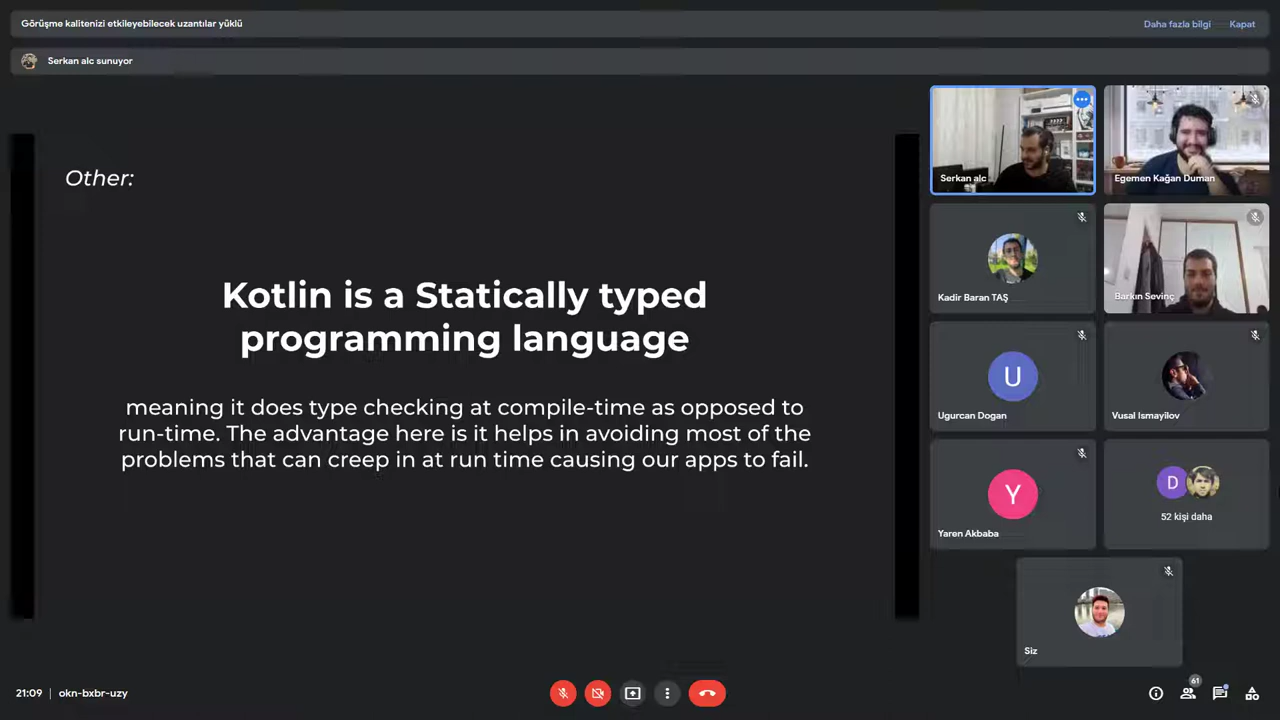 Görüşme kalitenizi etkileyebilecek uzantılar yüklü
Daha fazla bilgi
Kapat
Serkan alc sunuyor
Other:
Kotlin is a Statically typed
programming language
meaning it does type checking at compile-time as opposed to
run-time. The advantage here is it helps in avoiding most of the
problems that can creep in at run time causing our apps to fail.
Serkan alc
Egemen Kağan Duman
Kadir Baran TAŞ
Barkın Sevinç
U
Ugurcan Dogan
Vusal Ismayilov
Y
Yaren Akbaba
D
52 kişi daha
Siz
21:09 | okn-bxbr-uzy
61